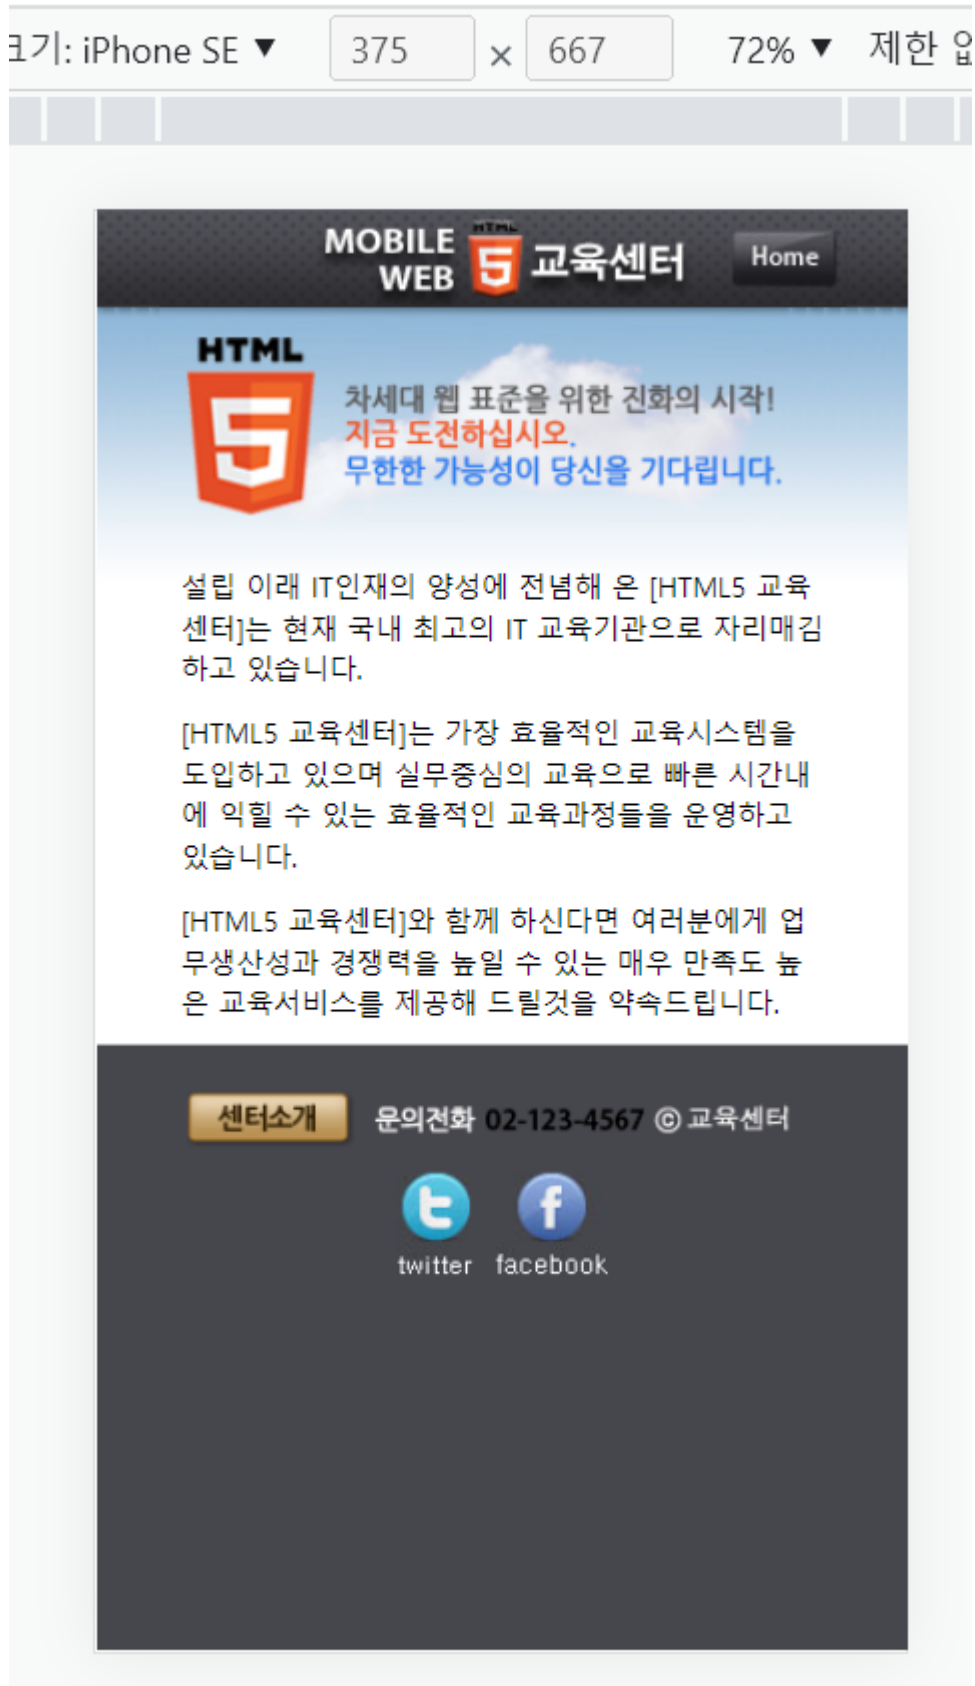 크기: iPhone SE ▼ 375 × 667 72% ▼ 제한
MOBILE
WEB
HTML
5
교육센터
Home
HTML
5
차세대 웹 표준을 위한 진화의 시작!
지금 도전하십시오.
무한한 가능성이 당신을 기다립니다.
설립 이래 IT인재의 양성에 전념해 온 [HTML5 교육
센터]는 현재 국내 최고의 IT 교육기관으로 자리매김
하고 있습니다.
[HTML5 교육센터]는 가장 효율적인 교육시스템을
도입하고 있으며 실무중심의 교육으로 빠른 시간내
에 익힐 수 있는 효율적인 교육과정들을 운영하고
있습니다.
[HTML5 교육센터]와 함께 하신다면 여러분에게 업
무생산성과 경쟁력을 높일 수 있는 매우 만족도 높
은 교육서비스를 제공해 드릴것을 약속드립니다.
센터소개 문의전화 02-123-4567 ⓒ 교육센터
twitter facebook